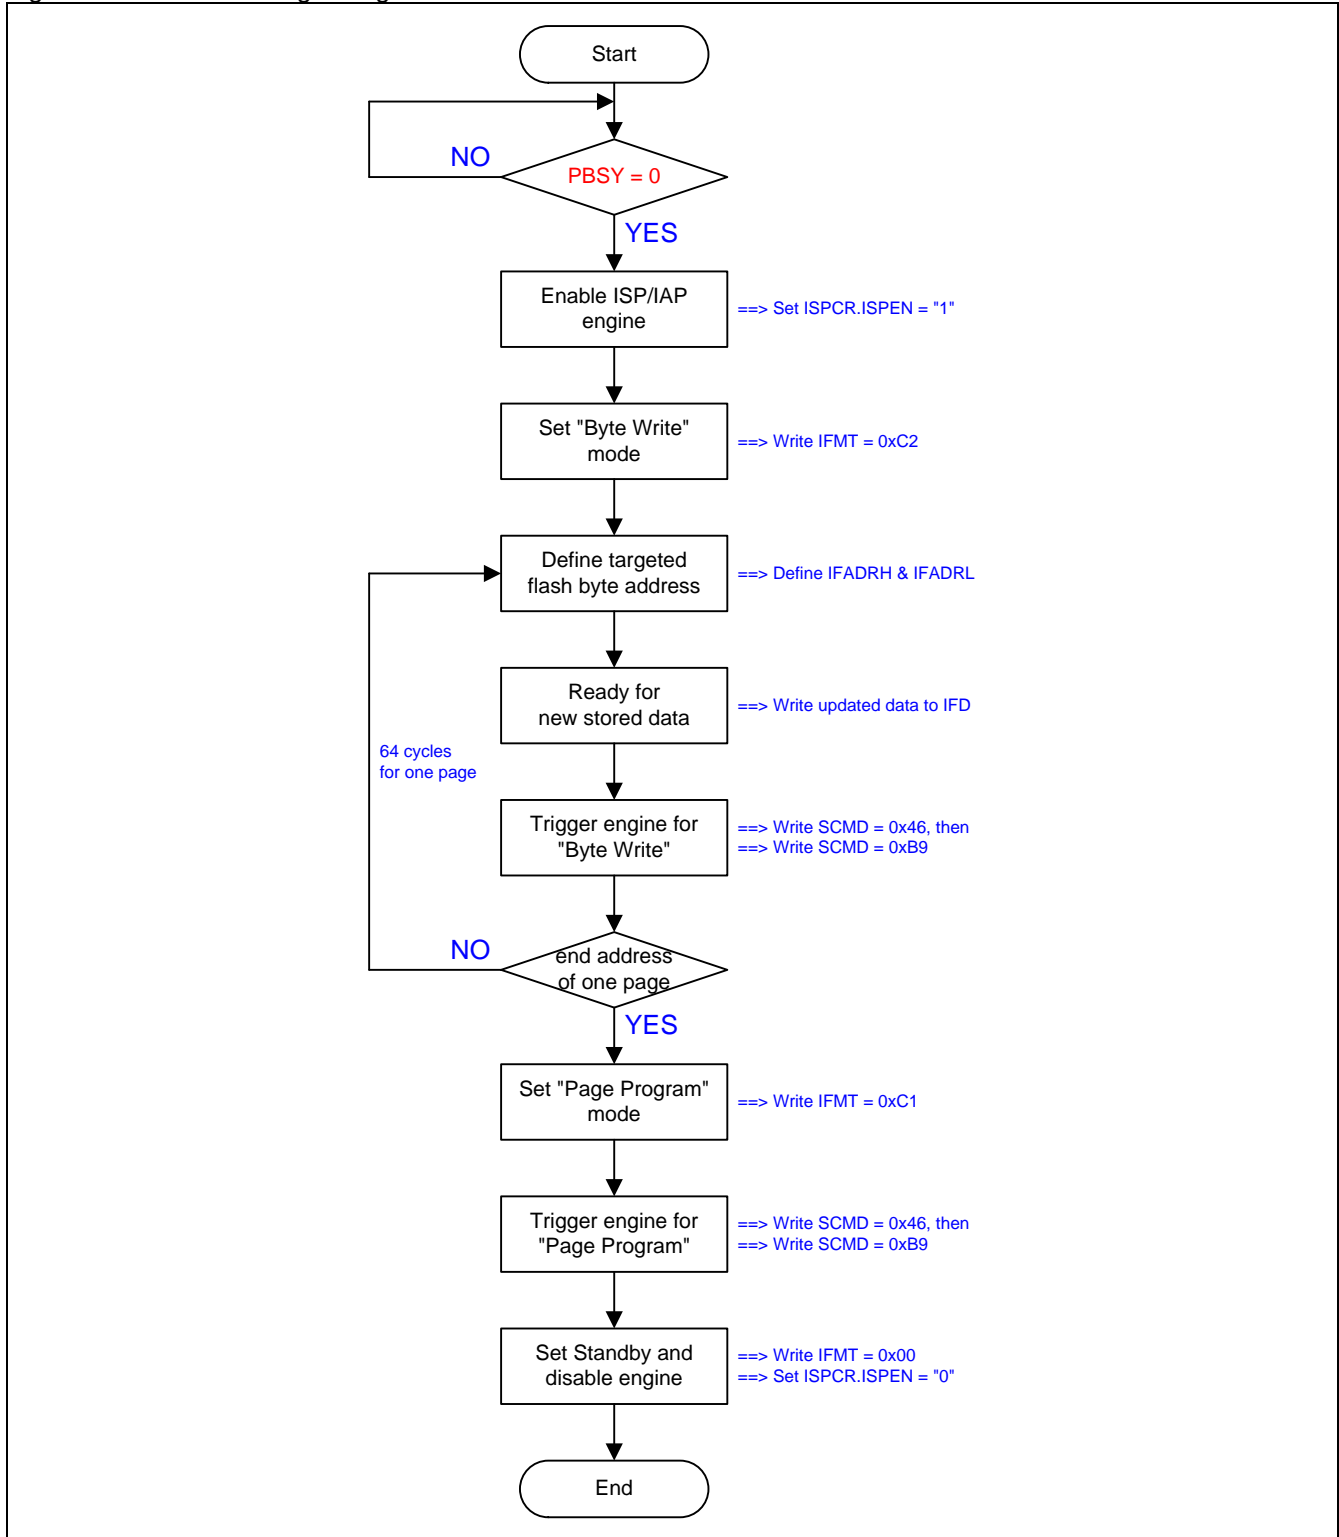 Start
NO
PBSY = 0
YES
Enable ISP/IAP
engine
==> Set ISPCR.ISPEN = "1"
Set "Byte Write"
mode
==> Write IFMT = 0xC2
Define targeted
flash byte address
==> Define IFADRH & IFADRL
Ready for
new stored data
==> Write updated data to IFD
64 cycles
for one page
Trigger engine for
"Byte Write"
==> Write SCMD = 0x46, then
==> Write SCMD = 0xB9
NO
end address
of one page
YES
Set "Page Program"
mode
==> Write IFMT = 0xC1
Trigger engine for
"Page Program"
==> Write SCMD = 0x46, then
==> Write SCMD = 0xB9
Set Standby and
disable engine
==> Write IFMT = 0x00
==> Set ISPCR.ISPEN = "0"
End